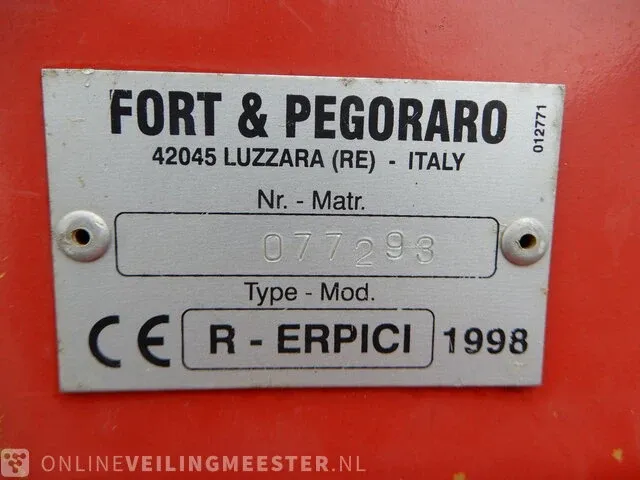 FORT & PEGORARO
42045 LUZZARA (RE) - ITALY
012771
Nr. - Matr.
077293
Type - Mod.
CE R - ERPICI 1998
ONLINEVEILINGMEESTER.NL